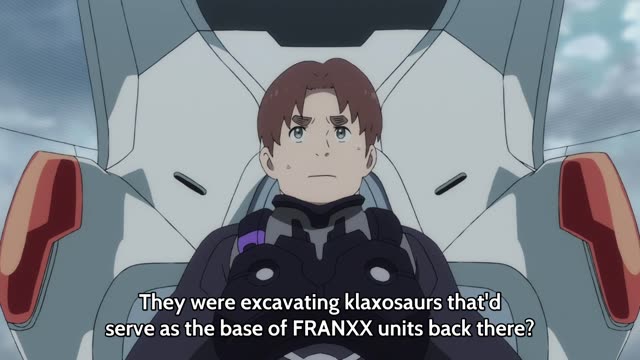 They were excavating klaxosaurs that'd
serve as the base of FRANXX units back there?